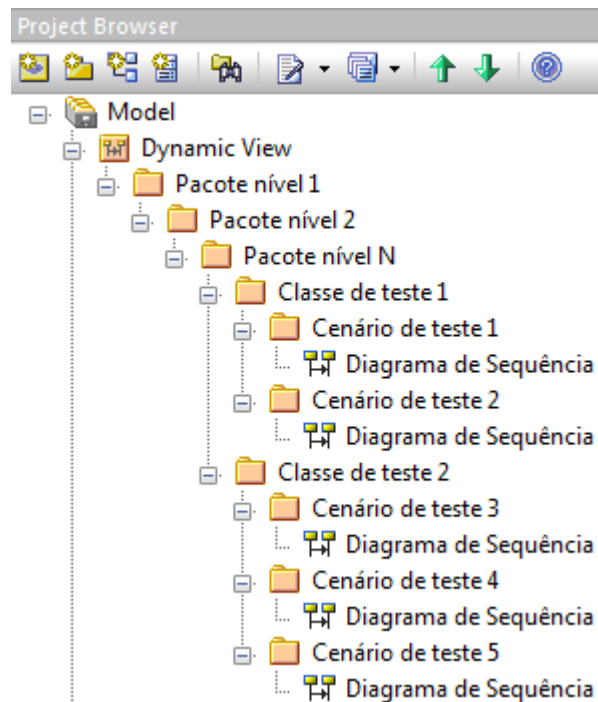 Project Browser
Model
Dynamic View
Pacote nível 1
Pacote nível 2
Pacote nível N
Classe de teste 1
Cenário de teste 1
Diagrama de Sequência
Cenário de teste 2
Diagrama de Sequência
Classe de teste 2
Cenário de teste 3
Diagrama de Sequência
Cenário de teste 4
Diagrama de Sequência
Cenário de teste 5
Diagrama de Sequência